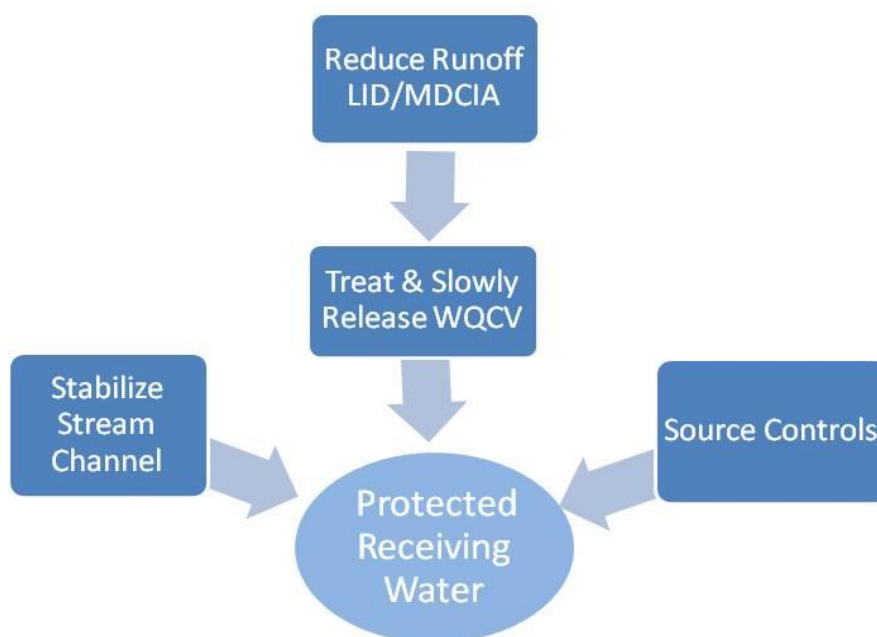 Reduce Runoff
LID/MDCIA
Treat & Slowly
Release WQCV
Stabilize
Stream
Channel
Source Controls
Protected
Receiving
Water